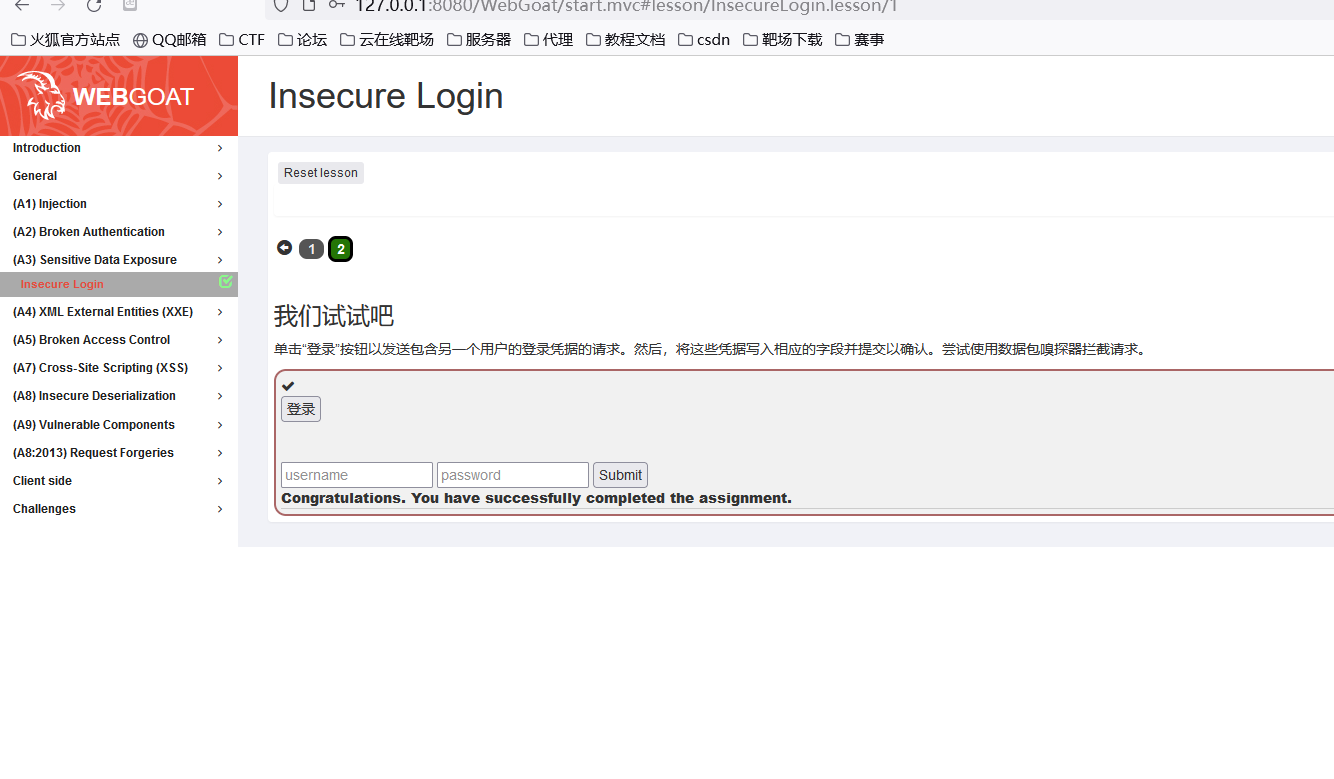 127.0.0.1:8080/WebGoat/start.mvc#lesson/InsecureLogin.lesson/1
火狐官方站点 QQ邮箱 CTF 论坛 云在线靶场 服务器 代理 教程文档 csdn 靶场下载 赛事
WEBGOAT
Insecure Login
Introduction
General
(A1) Injection
(A2) Broken Authentication
(A3) Sensitive Data Exposure
Insecure Login
(A4) XML External Entities (XXE)
(A5) Broken Access Control
(A7) Cross-Site Scripting (XSS)
(A8) Insecure Deserialization
(A9) Vulnerable Components
(A8:2013) Request Forgeries
Client side
Challenges
Reset lesson
1 2
我们试试吧
单击“登录”按钮以发送包含另一个用户的登录凭据的请求。然后，将这些凭据写入相应的字段并提交以确认。尝试使用数据包嗅探器拦截请求。
登录
username password Submit
Congratulations. You have successfully completed the assignment.